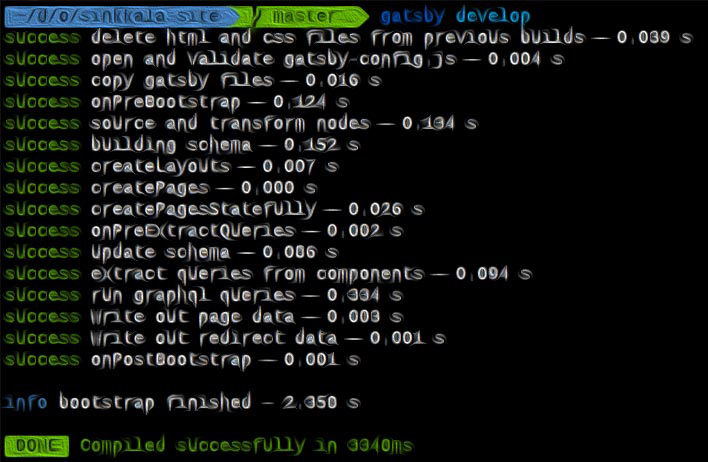 ~/d/o/sinkkala_site master gatsby develop
success delete html and css files from previous builds — 0.039 s
success open and validate gatsby-config.js — 0.004 s
success copy gatsby files — 0.016 s
success onPreBootstrap — 0.124 s
success source and transform nodes — 0.134 s
success building schema — 0.152 s
success createLayouts — 0.007 s
success createPages — 0.000 s
success createPagesStatefully — 0.026 s
success onPreExtractQueries — 0.002 s
success update schema — 0.086 s
success extract queries from components — 0.094 s
success run graphql queries — 0.334 s
success write out page data — 0.003 s
success write out redirect data — 0.001 s
success onPostBootstrap — 0.001 s
info bootstrap finished - 2.350 s
DONE Compiled successfully in 3340ms